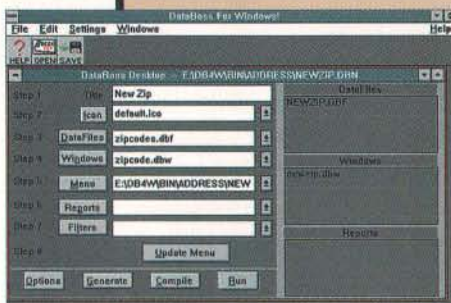 DataBoss For Windows!
File Edit Settings Windows Help
HELP OPEN SAVE
DataBoss Desktop -- E:\DB4W\BIN\ADDRESS\NEWZIP.DBN
Step 1 Title New Zip
Step 2 Icon default.ico
Step 3 DataFiles zipcodes.dbf
Step 4 Windows zipcode.dbw
Step 5 Menu E:\DB4W\BIN\ADDRESS\NEW
Step 6 Reports
Step 7 Filters
Step 8 Update Menu
Options Generate Compile Run
DataFiles
NEWZIP.DBF
Windows
newzip.dbw
Reports